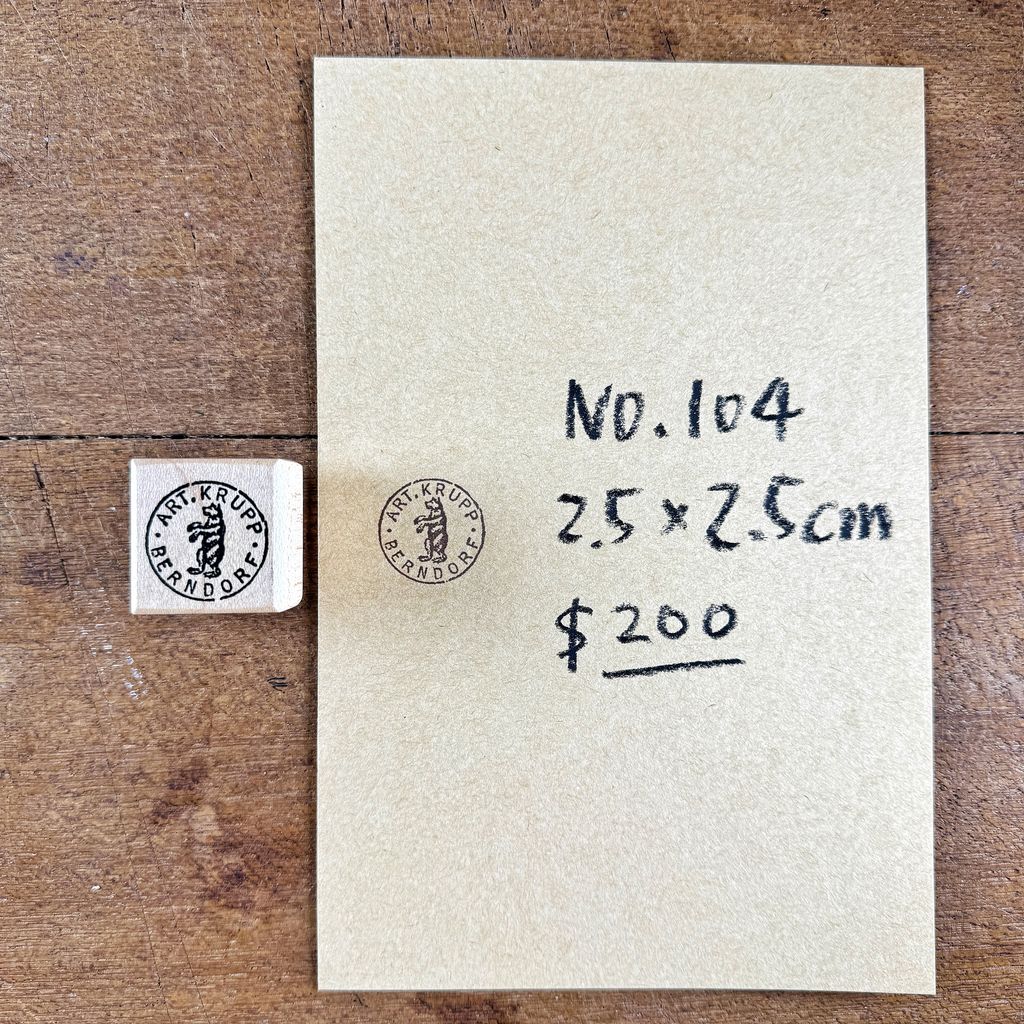 · ART. KRUPP ·
BERNDORF.
· ART. KRUPP ·
BERNDORF.
NO.104
2.5 × 2.5cm
$ 200